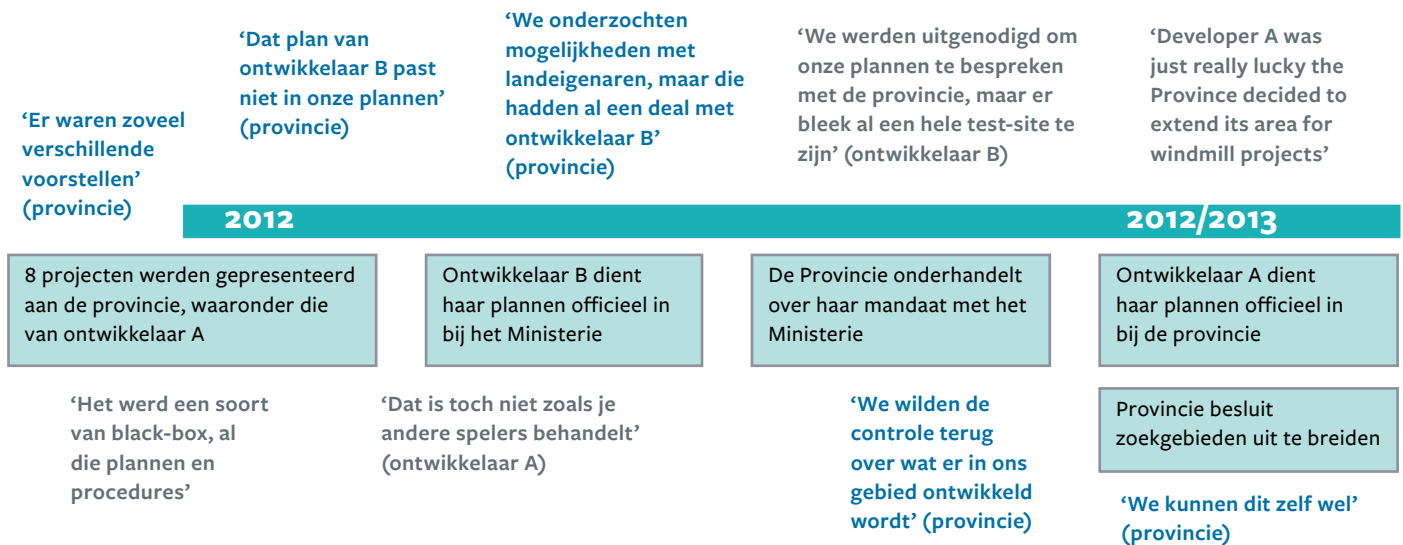 ‘Er waren zoveel
verschillende
voorstellen’
(provincie)
‘Dat plan van
ontwikkelaar B past
niet in onze plannen’
(provincie)
‘We onderzochten
mogelijkheden met
landeigenaren, maar die
hadden al een deal met
ontwikkelaar B’
(provincie)
‘We werden uitgenodigd om
onze plannen te bespreken
met de provincie, maar er
bleek al een hele test-site te
zijn’ (ontwikkelaar B)
‘Developer A was
just really lucky the
Province decided to
extend its area for
windmill projects’
2012
2012/2013
8 projecten werden gepresenteerd
aan de provincie, waaronder die
van ontwikkelaar A
Ontwikkelaar B dient
haar plannen officieel in
bij het Ministerie
De Provincie onderhandelt
over haar mandaat met het
Ministerie
Ontwikkelaar A dient
haar plannen officieel in
bij de provincie
‘Het werd een soort
van black-box, al
die plannen en
procedures’
‘Dat is toch niet zoals je
andere spelers behandelt’
(ontwikkelaar A)
‘We wilden de
controle terug
over wat er in ons
gebied ontwikkeld
wordt’ (provincie)
Provincie besluit
zoekgebieden uit te breiden
‘We kunnen dit zelf wel’
(provincie)